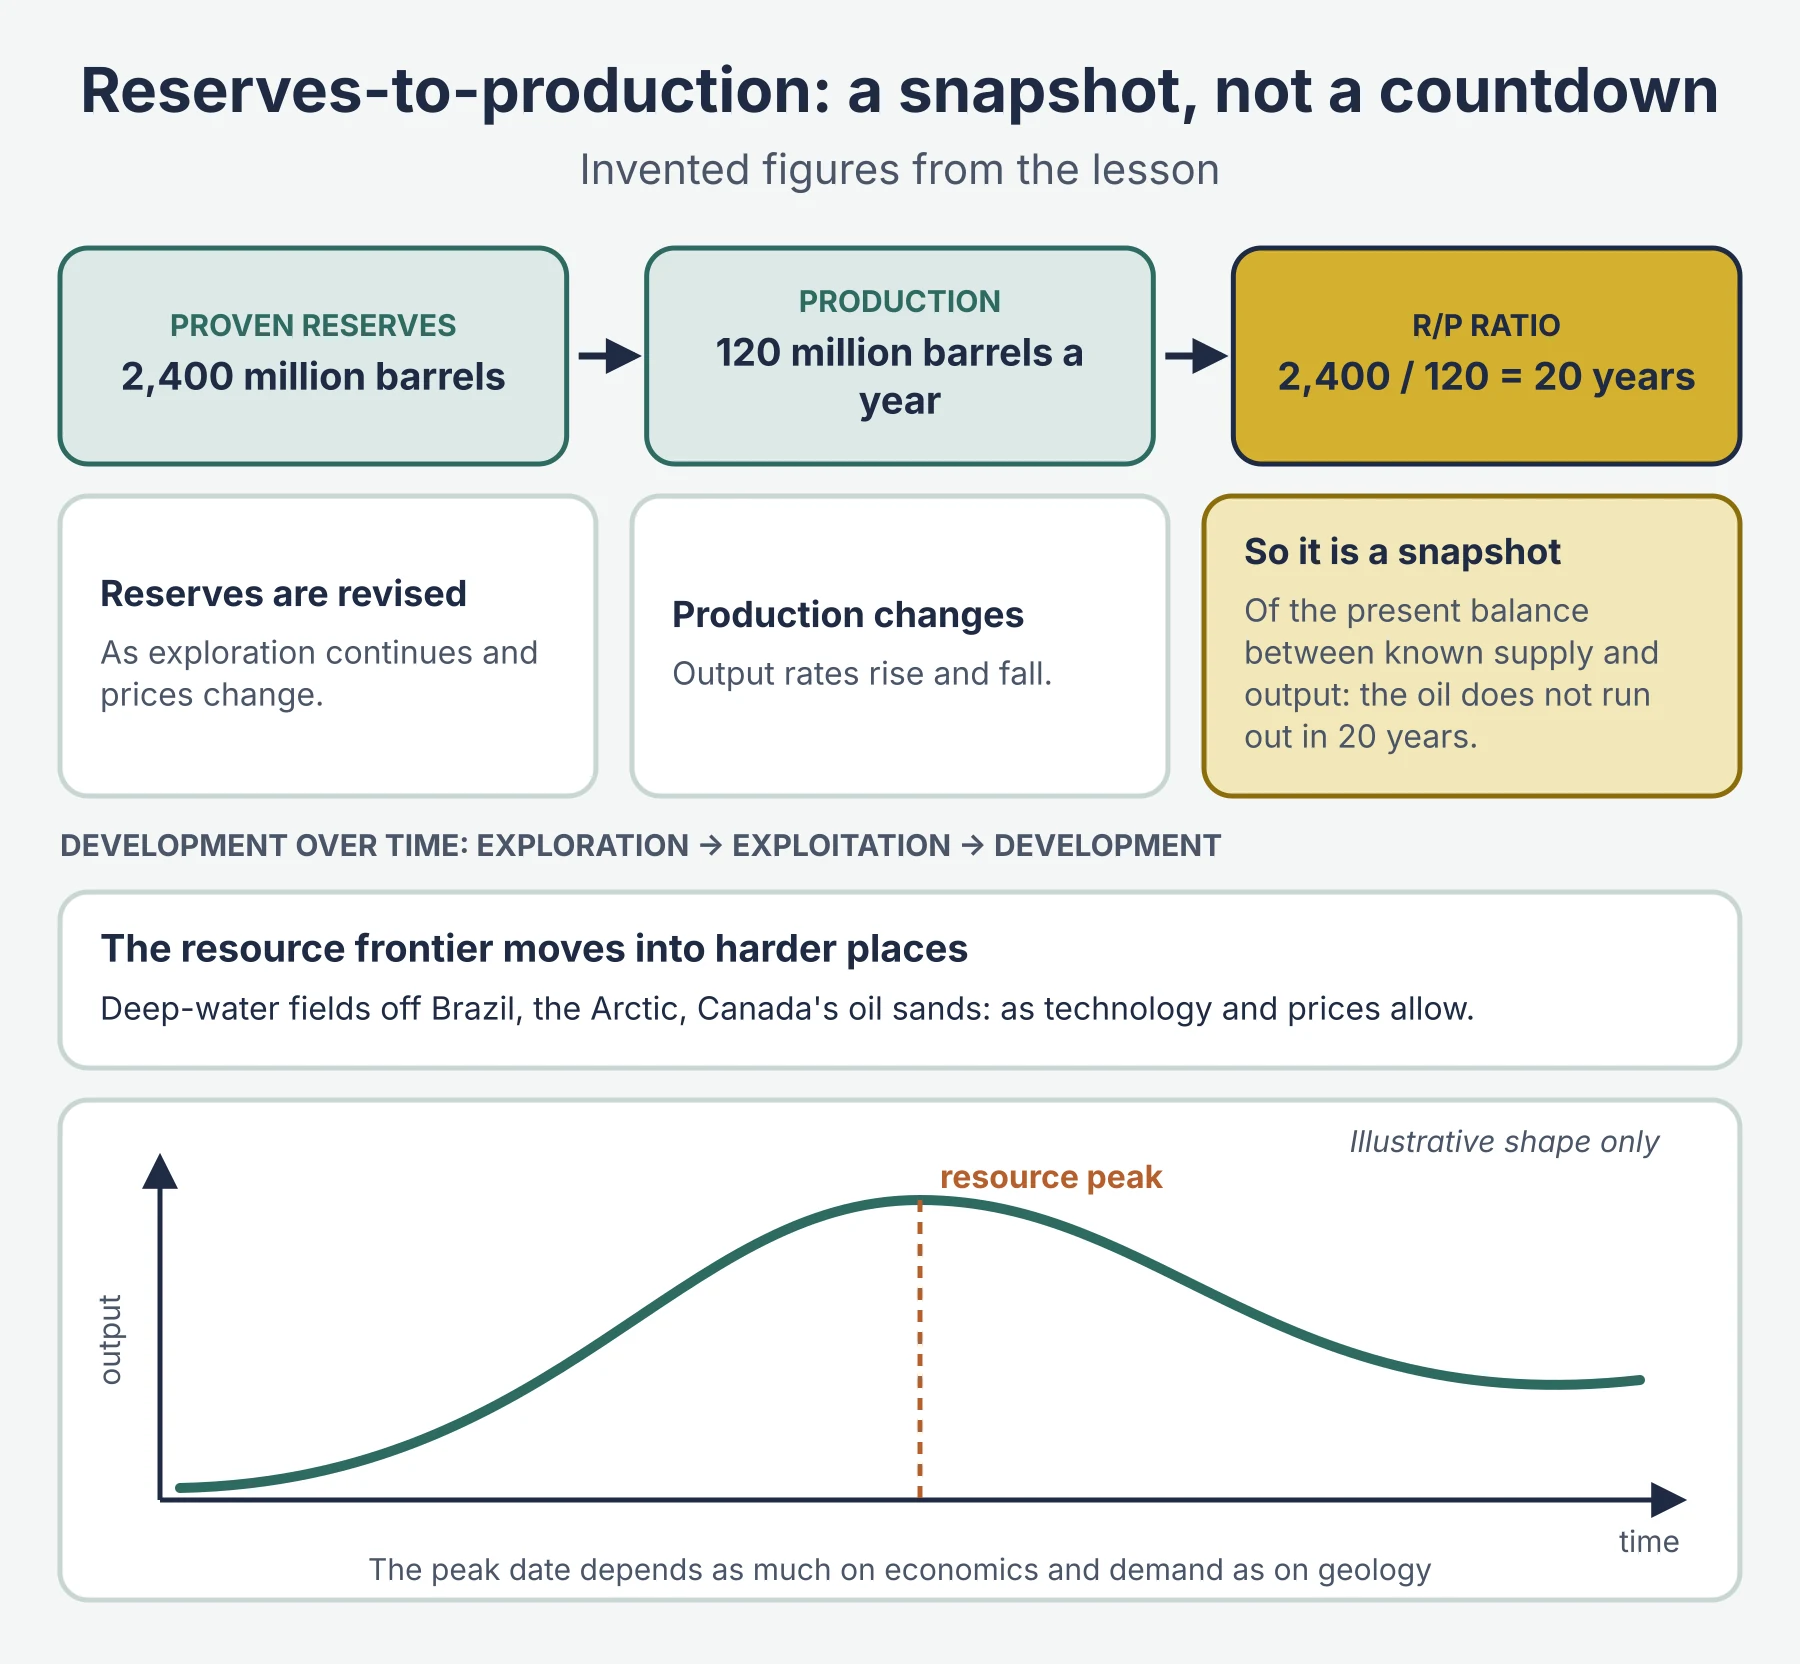 Reserves-to-production: a snapshot, not a countdown
Invented figures from the lesson
PROVEN RESERVES
2,400 million barrels
PRODUCTION
120 million barrels a
year
R/P RATIO
2,400 / 120 = 20 years
Reserves are revised
As exploration continues and
prices change.
Production changes
Output rates rise and fall.
So it is a snapshot
Of the present balance
between known supply and
output: the oil does not run
out in 20 years.
DEVELOPMENT OVER TIME: EXPLORATION → EXPLOITATION → DEVELOPMENT
The resource frontier moves into harder places
Deep-water fields off Brazil, the Arctic, Canada's oil sands: as technology and prices allow.
Illustrative shape only
resource peak
output
time
The peak date depends as much on economics and demand as on geology